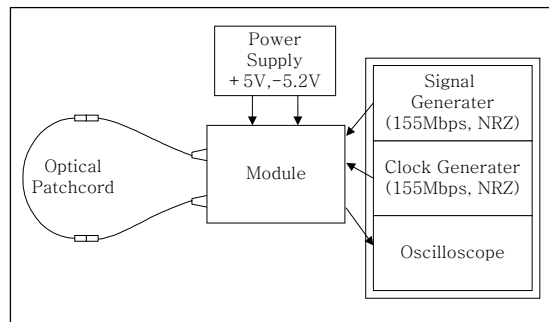 Power
Supply
+5V,-5.2V
Signal
Generater
(155Mbps, NRZ)
Optical
Patchcord
Module
Clock Generater
(155Mbps, NRZ)
Oscilloscope